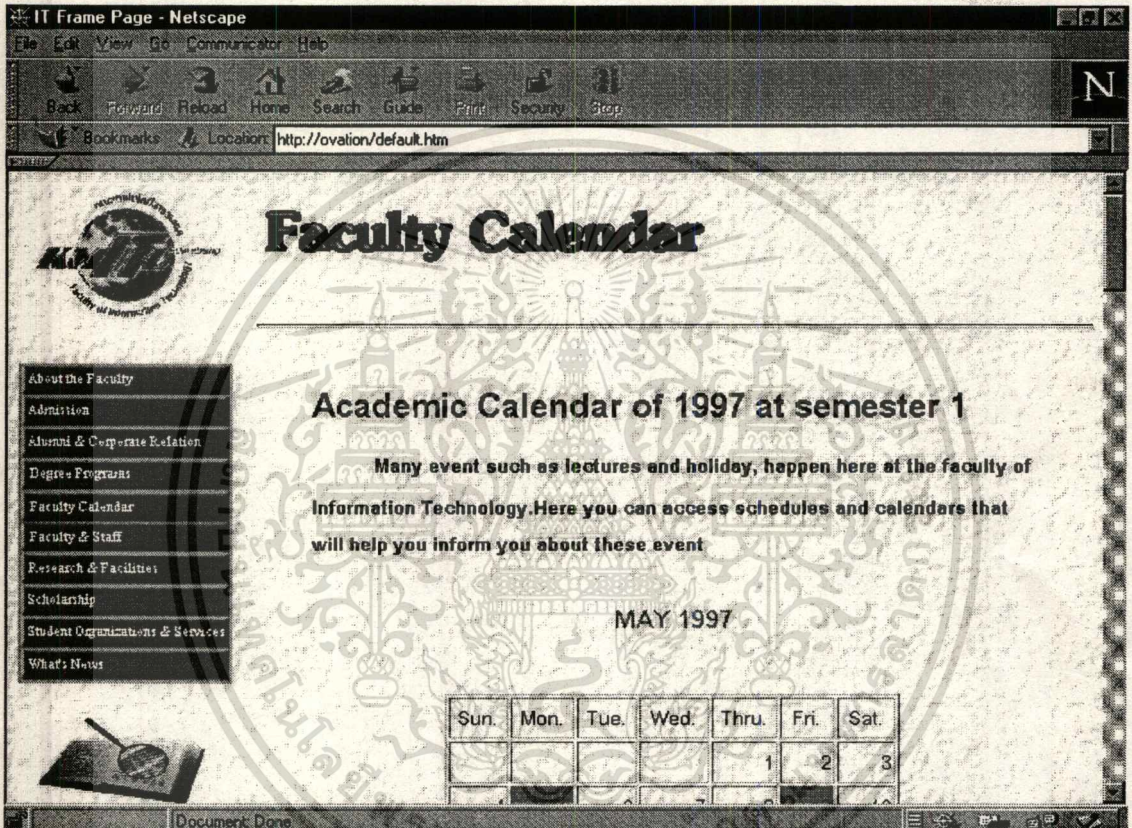 IT Frame Page - Netscape
File Edit View Go Communicator Help
Back Forward Reload Home Search Guide Print Security Stop
N
Bookmarks Location: http://ovation/default.htm
Faculty of Information Technology
Faculty Calendar
About the Faculty
Admission
Alumni & Corporate Relation
Degree Programs
Faculty Calendar
Faculty & Staff
Research & Facilities
Scholarship
Student Organizations & Services
What's News
Academic Calendar of 1997 at semester 1
Many event such as lectures and holiday, happen here at the faculty of
Information Technology.Here you can access schedules and calendars that
will help you inform you about these event
MAY 1997
Sun. Mon. Tue. Wed. Thru. Fri. Sat.
1 2 3
Document: Done